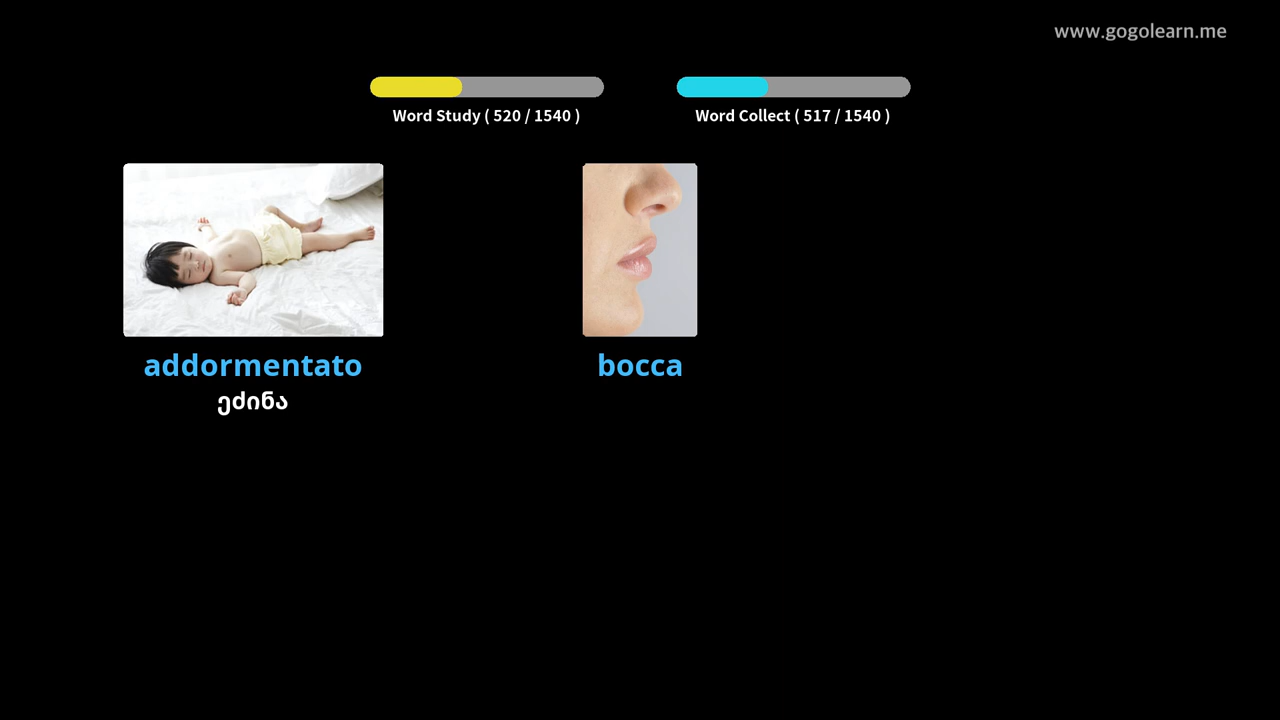 www.gogolearn.me
Word Study ( 520 / 1540 )
Word Collect ( 517 / 1540 )
addormentato
ეძინა
bocca